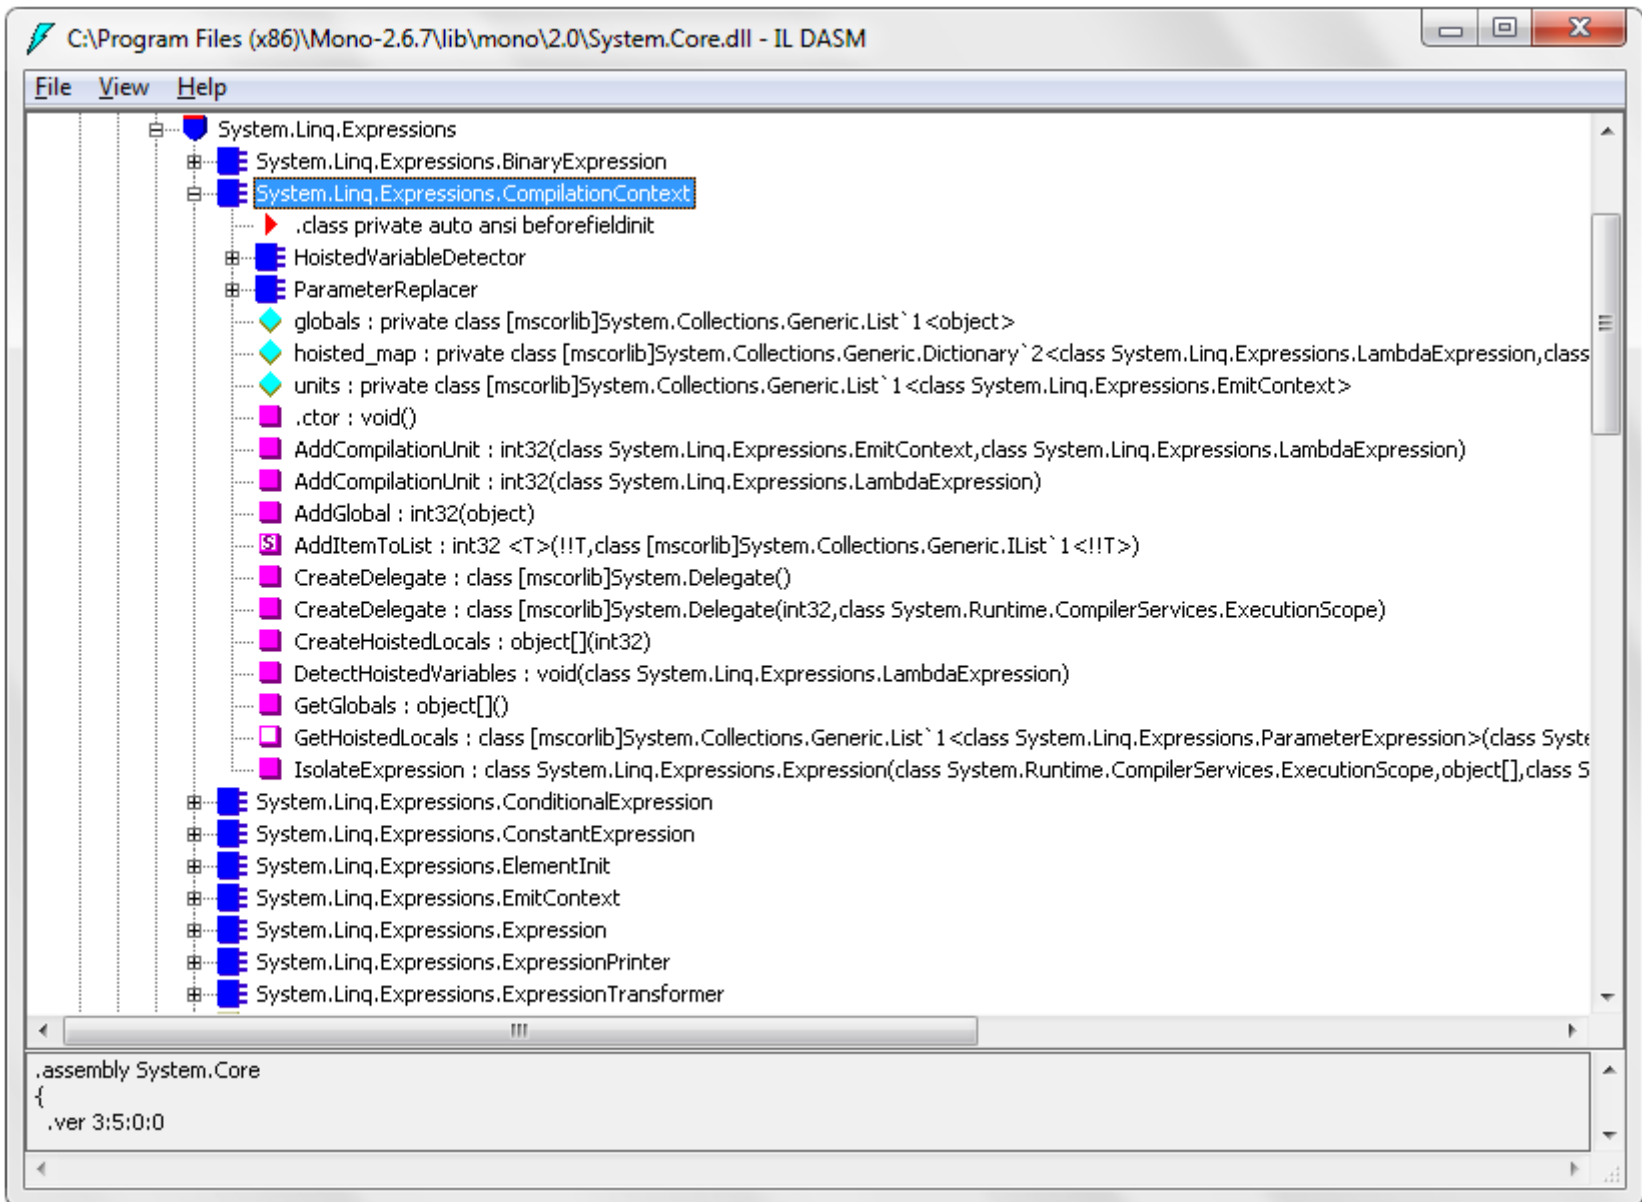 C:\Program Files (x86)\Mono-2.6.7\lib\mono\2.0\System.Core.dll - IL DASM
File View Help
System.Linq.Expressions
System.Linq.Expressions.BinaryExpression
System.Linq.Expressions.CompilationContext
.class private auto ansi beforefieldinit
HoistedVariableDetector
ParameterReplacer
globals : private class [mscorlib]System.Collections.Generic.List`1<object>
hoisted_map : private class [mscorlib]System.Collections.Generic.Dictionary`2<class System.Linq.Expressions.LambdaExpression,class
units : private class [mscorlib]System.Collections.Generic.List`1<class System.Linq.Expressions.EmitContext>
.ctor : void()
AddCompilationUnit : int32(class System.Linq.Expressions.EmitContext,class System.Linq.Expressions.LambdaExpression)
AddCompilationUnit : int32(class System.Linq.Expressions.LambdaExpression)
AddGlobal : int32(object)
S AddItemToList : int32 <T>(!!T,class [mscorlib]System.Collections.Generic.IList`1<!!T>)
CreateDelegate : class [mscorlib]System.Delegate()
CreateDelegate : class [mscorlib]System.Delegate(int32,class System.Runtime.CompilerServices.ExecutionScope)
CreateHoistedLocals : object[](int32)
DetectHoistedVariables : void(class System.Linq.Expressions.LambdaExpression)
GetGlobals : object[]()
GetHoistedLocals : class [mscorlib]System.Collections.Generic.List`1<class System.Linq.Expressions.ParameterExpression>(class Syste
IsolateExpression : class System.Linq.Expressions.Expression(class System.Runtime.CompilerServices.ExecutionScope,object[],class S
System.Linq.Expressions.ConditionalExpression
System.Linq.Expressions.ConstantExpression
System.Linq.Expressions.ElementInit
System.Linq.Expressions.EmitContext
System.Linq.Expressions.Expression
System.Linq.Expressions.ExpressionPrinter
System.Linq.Expressions.ExpressionTransformer
.assembly System.Core
{
.ver 3:5:0:0